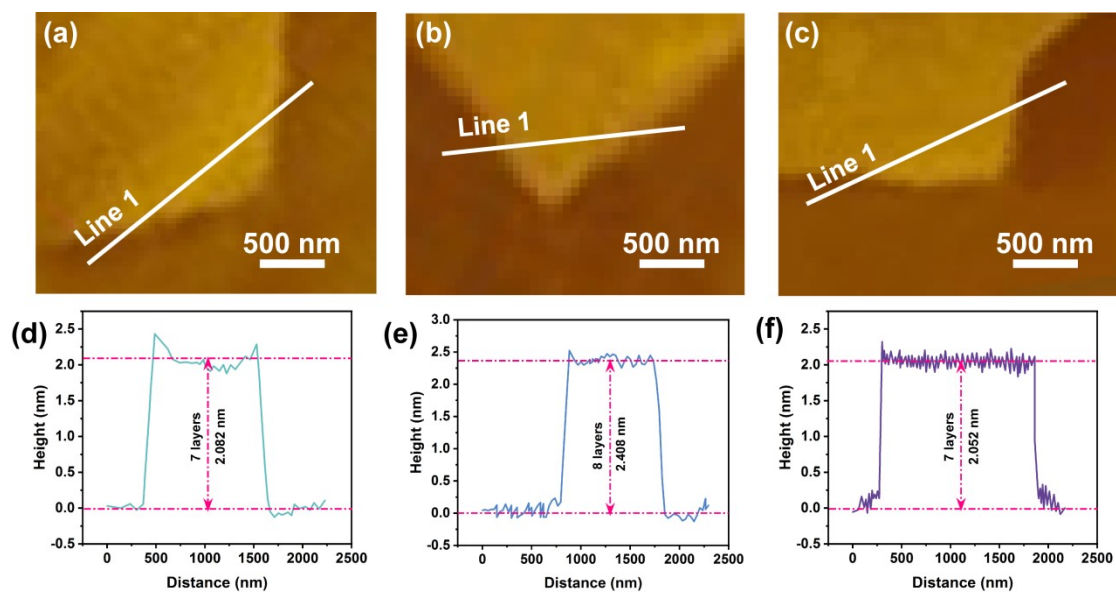 (a)
Line 1
500 nm
(b)
Line 1
500 nm
(c)
Line 1
500 nm
(d)
2.5
2.0
1.5
1.0
0.5
0.0
-0.5
Height (nm)
7 layers
2.082 nm
0 500 1000 1500 2000 2500
Distance (nm)
(e)
3.0
2.5
2.0
1.5
1.0
0.5
0.0
-0.5
Height (nm)
8 layers
2.408 nm
0 500 1000 1500 2000 2500
Distance (nm)
(f)
2.5
2.0
1.5
1.0
0.5
0.0
-0.5
Height (nm)
7 layers
2.052 nm
0 500 1000 1500 2000 2500
Distance (nm)